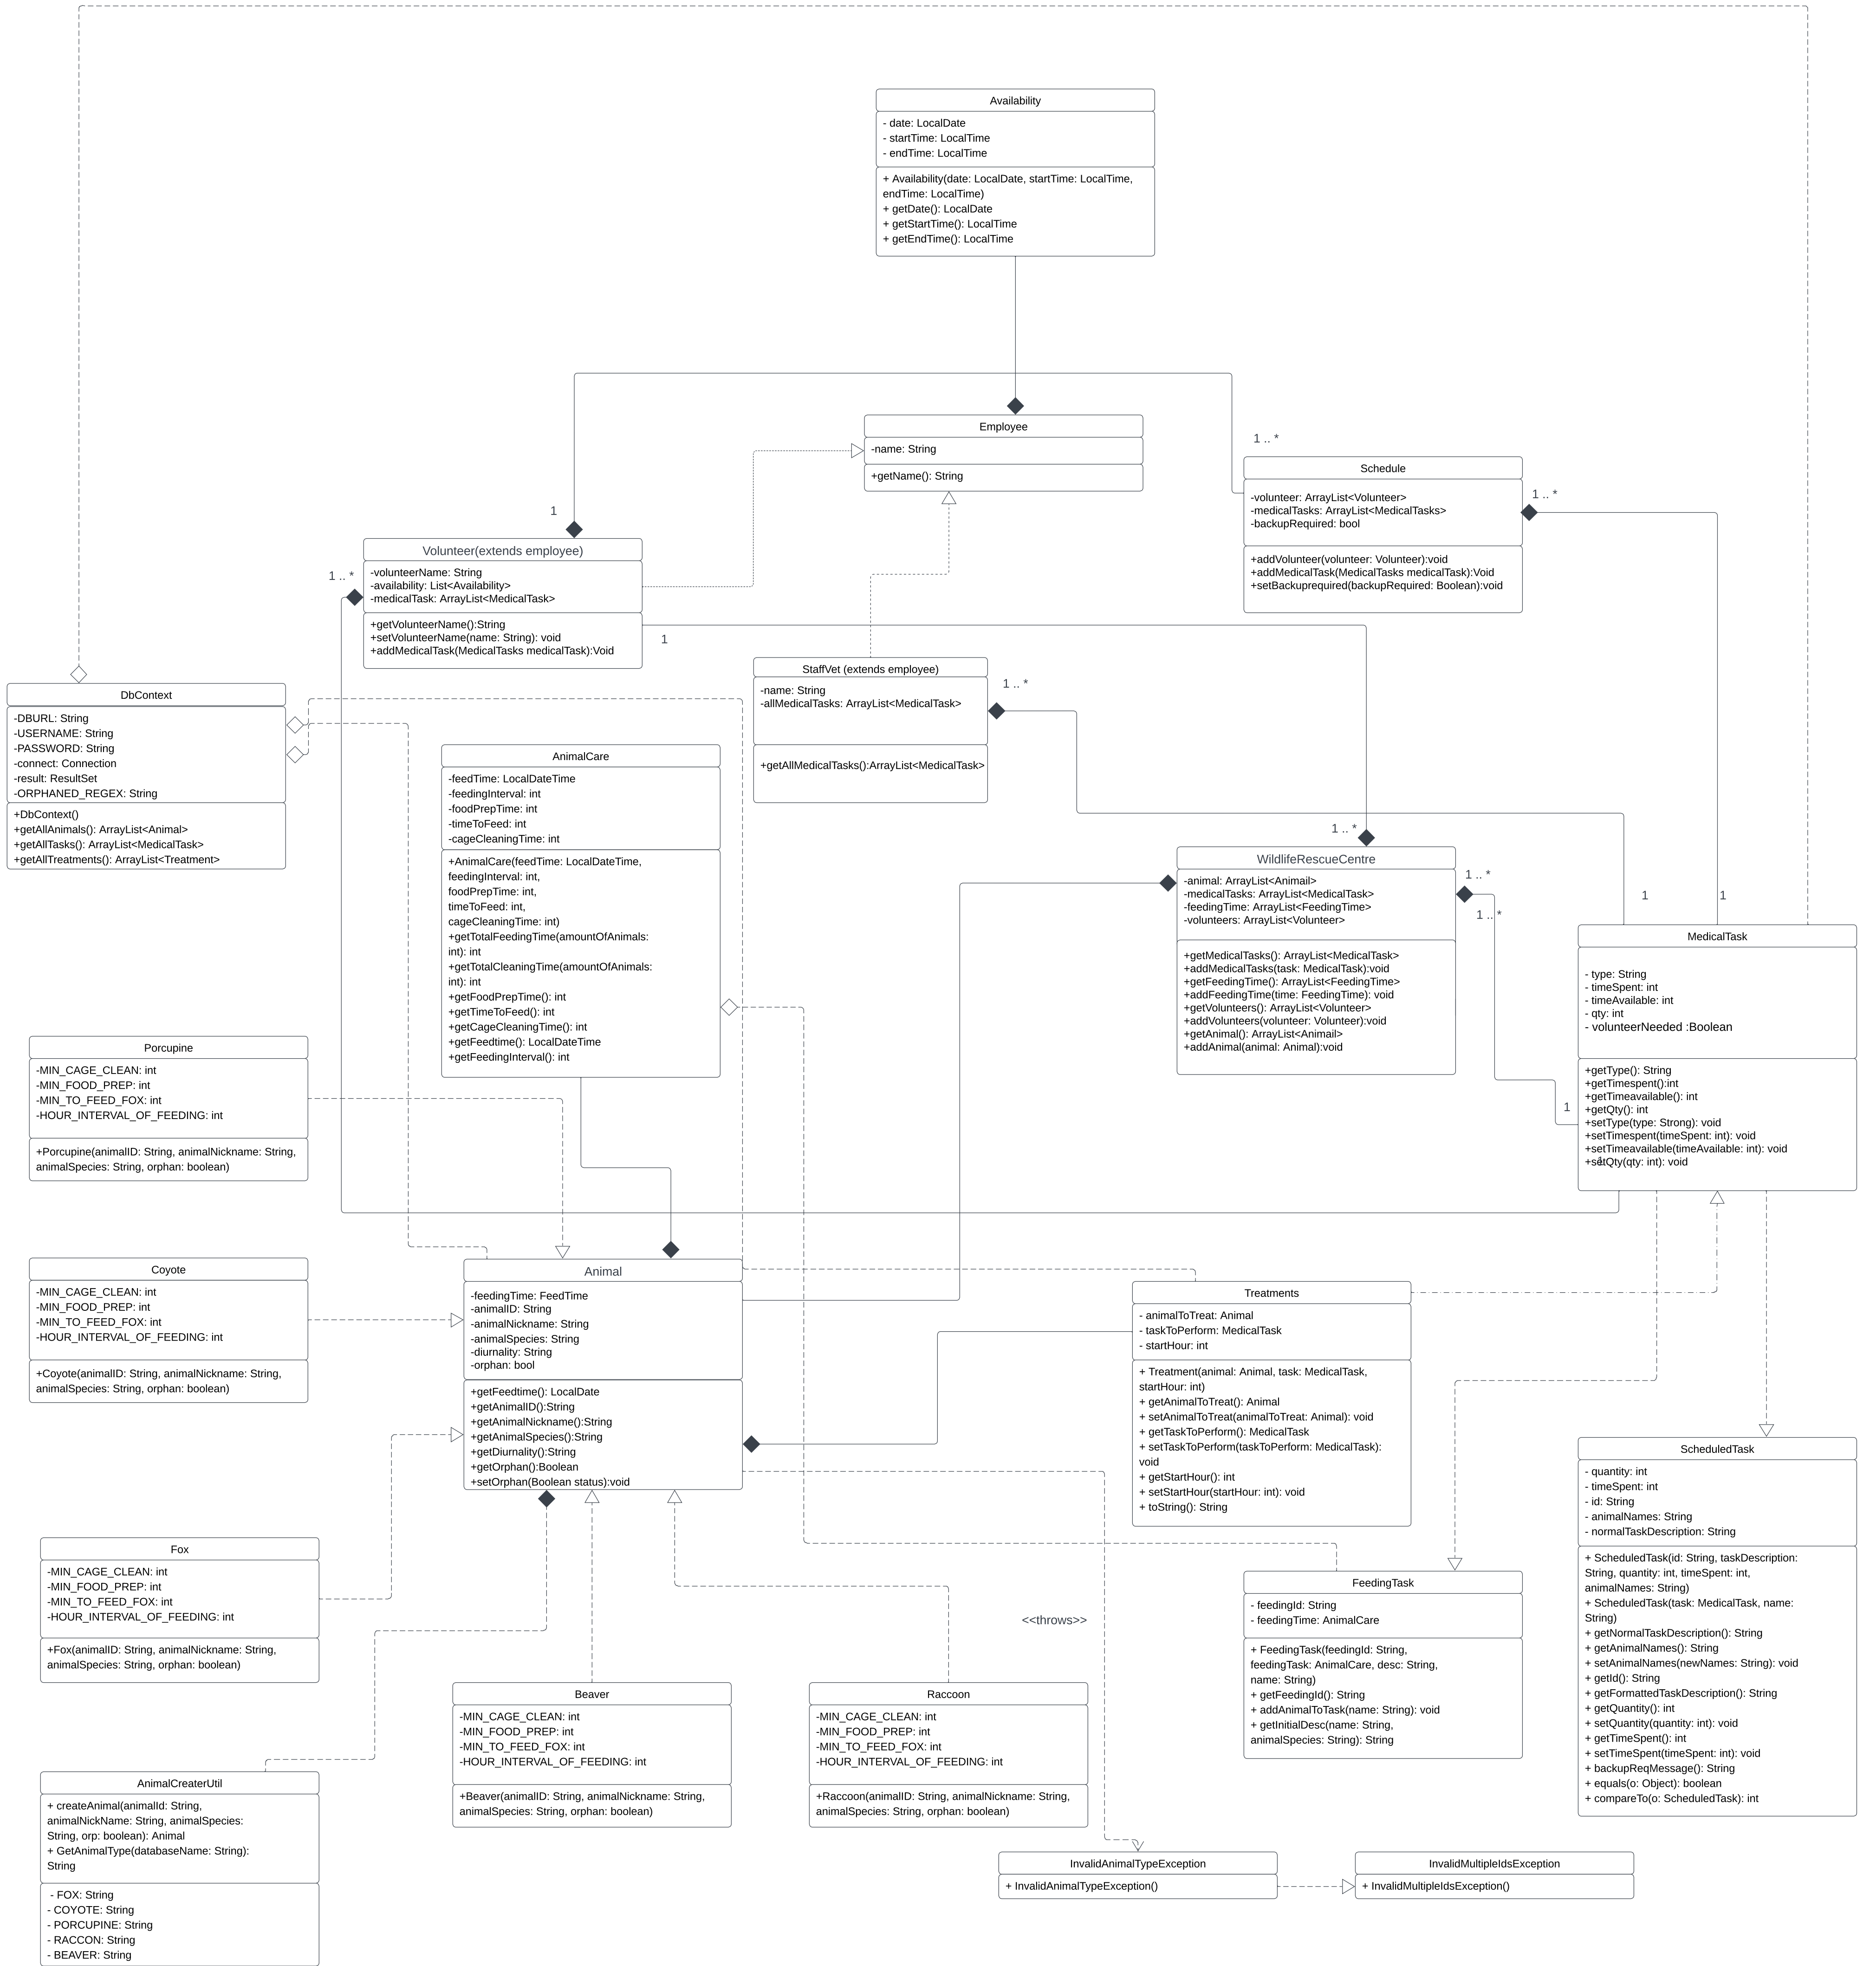 Availability
- date: LocalDate
- startTime: LocalTime
- endTime: LocalTime
+ Availability(date: LocalDate, startTime: LocalTime,
endTime: LocalTime)
+ getDate(): LocalDate
+ getStartTime(): LocalTime
+ getEndTime(): LocalTime
Employee
-name: String
+getName(): String
1 .. *
Schedule
-volunteer: ArrayList<Volunteer>
-medicalTasks: ArrayList<MedicalTasks>
-backupRequired: bool
+addVolunteer(volunteer: Volunteer):void
+addMedicalTask(MedicalTasks medicalTask):Void
+setBackuprequired(backupRequired: Boolean):void
1 .. *
1
Volunteer(extends employee)
-volunteerName: String
-availability: List<Availability>
-medicalTask: ArrayList<MedicalTask>
+getVolunteerName():String
+setVolunteerName(name: String): void
+addMedicalTask(MedicalTasks medicalTask):Void
1 .. *
1
StaffVet (extends employee)
-name: String
-allMedicalTasks: ArrayList<MedicalTask>
+getAllMedicalTasks():ArrayList<MedicalTask>
1 .. *
DbContext
-DBURL: String
-USERNAME: String
-PASSWORD: String
-connect: Connection
-result: ResultSet
-ORPHANED_REGEX: String
+DbContext()
+getAllAnimals(): ArrayList<Animal>
+getAllTasks(): ArrayList<MedicalTask>
+getAllTreatments(): ArrayList<Treatment>
AnimalCare
-feedTime: LocalDateTime
-feedingInterval: int
-foodPrepTime: int
-timeToFeed: int
-cageCleaningTime: int
+AnimalCare(feedTime: LocalDateTime,
feedingInterval: int,
foodPrepTime: int,
timeToFeed: int,
cageCleaningTime: int)
+getTotalFeedingTime(amountOfAnimals:
int): int
+getTotalCleaningTime(amountOfAnimals:
int): int
+getFoodPrepTime(): int
+getTimeToFeed(): int
+getCageCleaningTime(): int
+getFeedtime(): LocalDateTime
+getFeedingInterval(): int
1 .. *
WildlifeRescueCentre
-animal: ArrayList<Animail>
-medicalTasks: ArrayList<MedicalTask>
-feedingTime: ArrayList<FeedingTime>
-volunteers: ArrayList<Volunteer>
+getMedicalTasks(): ArrayList<MedicalTask>
+addMedicalTasks(task: MedicalTask):void
+getFeedingTime(): ArrayList<FeedingTime>
+addFeedingTime(time: FeedingTime): void
+getVolunteers(): ArrayList<Volunteer>
+addVolunteers(volunteer: Volunteer):void
+getAnimal(): ArrayList<Animail>
+addAnimal(animal: Animal):void
1 .. *
1 .. *
1
1
1
MedicalTask
- type: String
- timeSpent: int
- timeAvailable: int
- qty: int
- volunteerNeeded :Boolean
+getType(): String
+getTimespent():int
+getTimeavailable(): int
+getQty(): int
+setType(type: Strong): void
+setTimespent(timeSpent: int): void
+setTimeavailable(timeAvailable: int): void
+setQty(qty: int): void
Porcupine
-MIN_CAGE_CLEAN: int
-MIN_FOOD_PREP: int
-MIN_TO_FEED_FOX: int
-HOUR_INTERVAL_OF_FEEDING: int
+Porcupine(animalID: String, animalNickname: String,
animalSpecies: String, orphan: boolean)
Coyote
-MIN_CAGE_CLEAN: int
-MIN_FOOD_PREP: int
-MIN_TO_FEED_FOX: int
-HOUR_INTERVAL_OF_FEEDING: int
+Coyote(animalID: String, animalNickname: String,
animalSpecies: String, orphan: boolean)
Animal
-feedingTime: FeedTime
-animalID: String
-animalNickname: String
-animalSpecies: String
-diurnality: String
-orphan: bool
+getFeedtime(): LocalDate
+getAnimalID():String
+getAnimalNickname():String
+getAnimalSpecies():String
+getDiurnality():String
+getOrphan():Boolean
+setOrphan(Boolean status):void
Treatments
- animalToTreat: Animal
- taskToPerform: MedicalTask
- startHour: int
+ Treatment(animal: Animal, task: MedicalTask,
startHour: int)
+ getAnimalToTreat(): Animal
+ setAnimalToTreat(animalToTreat: Animal): void
+ getTaskToPerform(): MedicalTask
+ setTaskToPerform(taskToPerform: MedicalTask):
void
+ getStartHour(): int
+ setStartHour(startHour: int): void
+ toString(): String
ScheduledTask
- quantity: int
- timeSpent: int
- id: String
- animalNames: String
- normalTaskDescription: String
+ ScheduledTask(id: String, taskDescription:
String, quantity: int, timeSpent: int,
animalNames: String)
+ ScheduledTask(task: MedicalTask, name:
String)
+ getNormalTaskDescription(): String
+ getAnimalNames(): String
+ setAnimalNames(newNames: String): void
+ getId(): String
+ getFormattedTaskDescription(): String
+ getQuantity(): int
+ setQuantity(quantity: int): void
+ getTimeSpent(): int
+ setTimeSpent(timeSpent: int): void
+ backupReqMessage(): String
+ equals(o: Object): boolean
+ compareTo(o: ScheduledTask): int
Fox
-MIN_CAGE_CLEAN: int
-MIN_FOOD_PREP: int
-MIN_TO_FEED_FOX: int
-HOUR_INTERVAL_OF_FEEDING: int
+Fox(animalID: String, animalNickname: String,
animalSpecies: String, orphan: boolean)
<<throws>>
FeedingTask
- feedingId: String
- feedingTime: AnimalCare
+ FeedingTask(feedingId: String,
feedingTask: AnimalCare, desc: String,
name: String)
+ getFeedingId(): String
+ addAnimalToTask(name: String): void
+ getInitialDesc(name: String,
animalSpecies: String): String
Beaver
-MIN_CAGE_CLEAN: int
-MIN_FOOD_PREP: int
-MIN_TO_FEED_FOX: int
-HOUR_INTERVAL_OF_FEEDING: int
+Beaver(animalID: String, animalNickname: String,
animalSpecies: String, orphan: boolean)
Raccoon
-MIN_CAGE_CLEAN: int
-MIN_FOOD_PREP: int
-MIN_TO_FEED_FOX: int
-HOUR_INTERVAL_OF_FEEDING: int
+Raccoon(animalID: String, animalNickname: String,
animalSpecies: String, orphan: boolean)
AnimalCreaterUtil
+ createAnimal(animalId: String,
animalNickName: String, animalSpecies:
String, orp: boolean): Animal
+ GetAnimalType(databaseName: String):
String
- FOX: String
- COYOTE: String
- PORCUPINE: String
- RACCON: String
- BEAVER: String
InvalidAnimalTypeException
+ InvalidAnimalTypeException()
InvalidMultipleIdsException
+ InvalidMultipleIdsException()